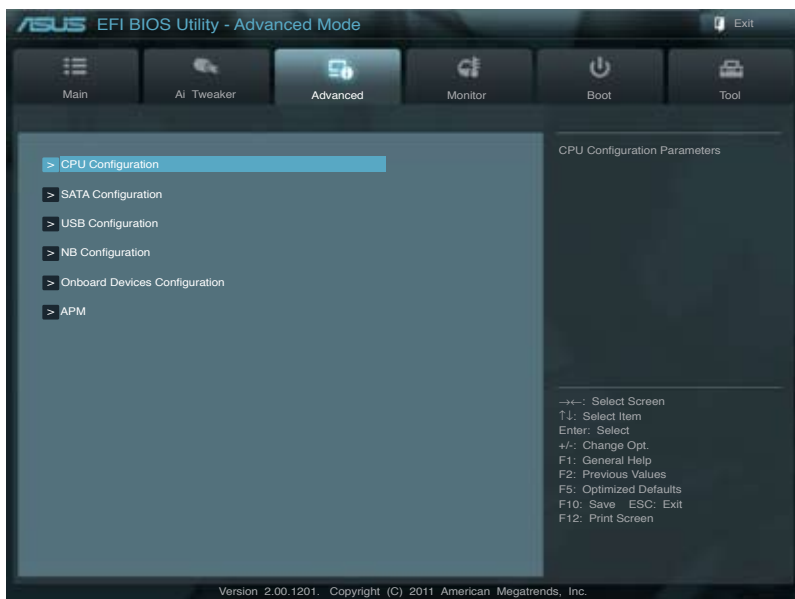 ASUS EFI BIOS Utility - Advanced Mode
Exit
Main
Ai Tweaker
Advanced
Monitor
Boot
Tool
> CPU Configuration
> SATA Configuration
> USB Configuration
> NB Configuration
> Onboard Devices Configuration
> APM
CPU Configuration Parameters
→←: Select Screen
↑↓: Select Item
Enter: Select
+/-: Change Opt.
F1: General Help
F2: Previous Values
F5: Optimized Defaults
F10: Save ESC: Exit
F12: Print Screen
Version 2.00.1201. Copyright (C) 2011 American Megatrends, Inc.